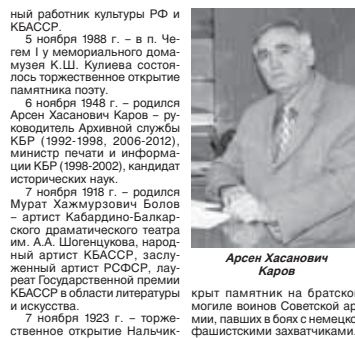 ный работник культуры РФ и
КБАССР.
5 ноября 1988 г. – в п. Че-
гем I у мемориального дома-
музея К.Ш. Кулиева состоя-
лось торжественное открытие
памятника поэту.
6 ноября 1948 г. – родился
Арсен Хасанович Каров – ру-
ководитель Архивной службы
КБР (1992-1998, 2006-2012),
министр печати и информа-
ции КБР (1998-2002), кандидат
исторических наук.
7 ноября 1918 г. – родился
Мурат Хажмурзович Болов
– артист Кабардино-Балкар-
ского драматического театра
им. А.А. Шогенцукова, народ-
ный артист КБАССР, заслу-
женный артист РСФСР, лау-
реат Государственной премии
КБАССР в области литературы
и искусства.
7 ноября 1923 г. – торже-
ственное открытие Нальчик-
Арсен Хасанович
Каров
крыт памятник на братско
могиле воинов Советской ар
мии, павших в боях с немецко
фашистскими захватчиками.